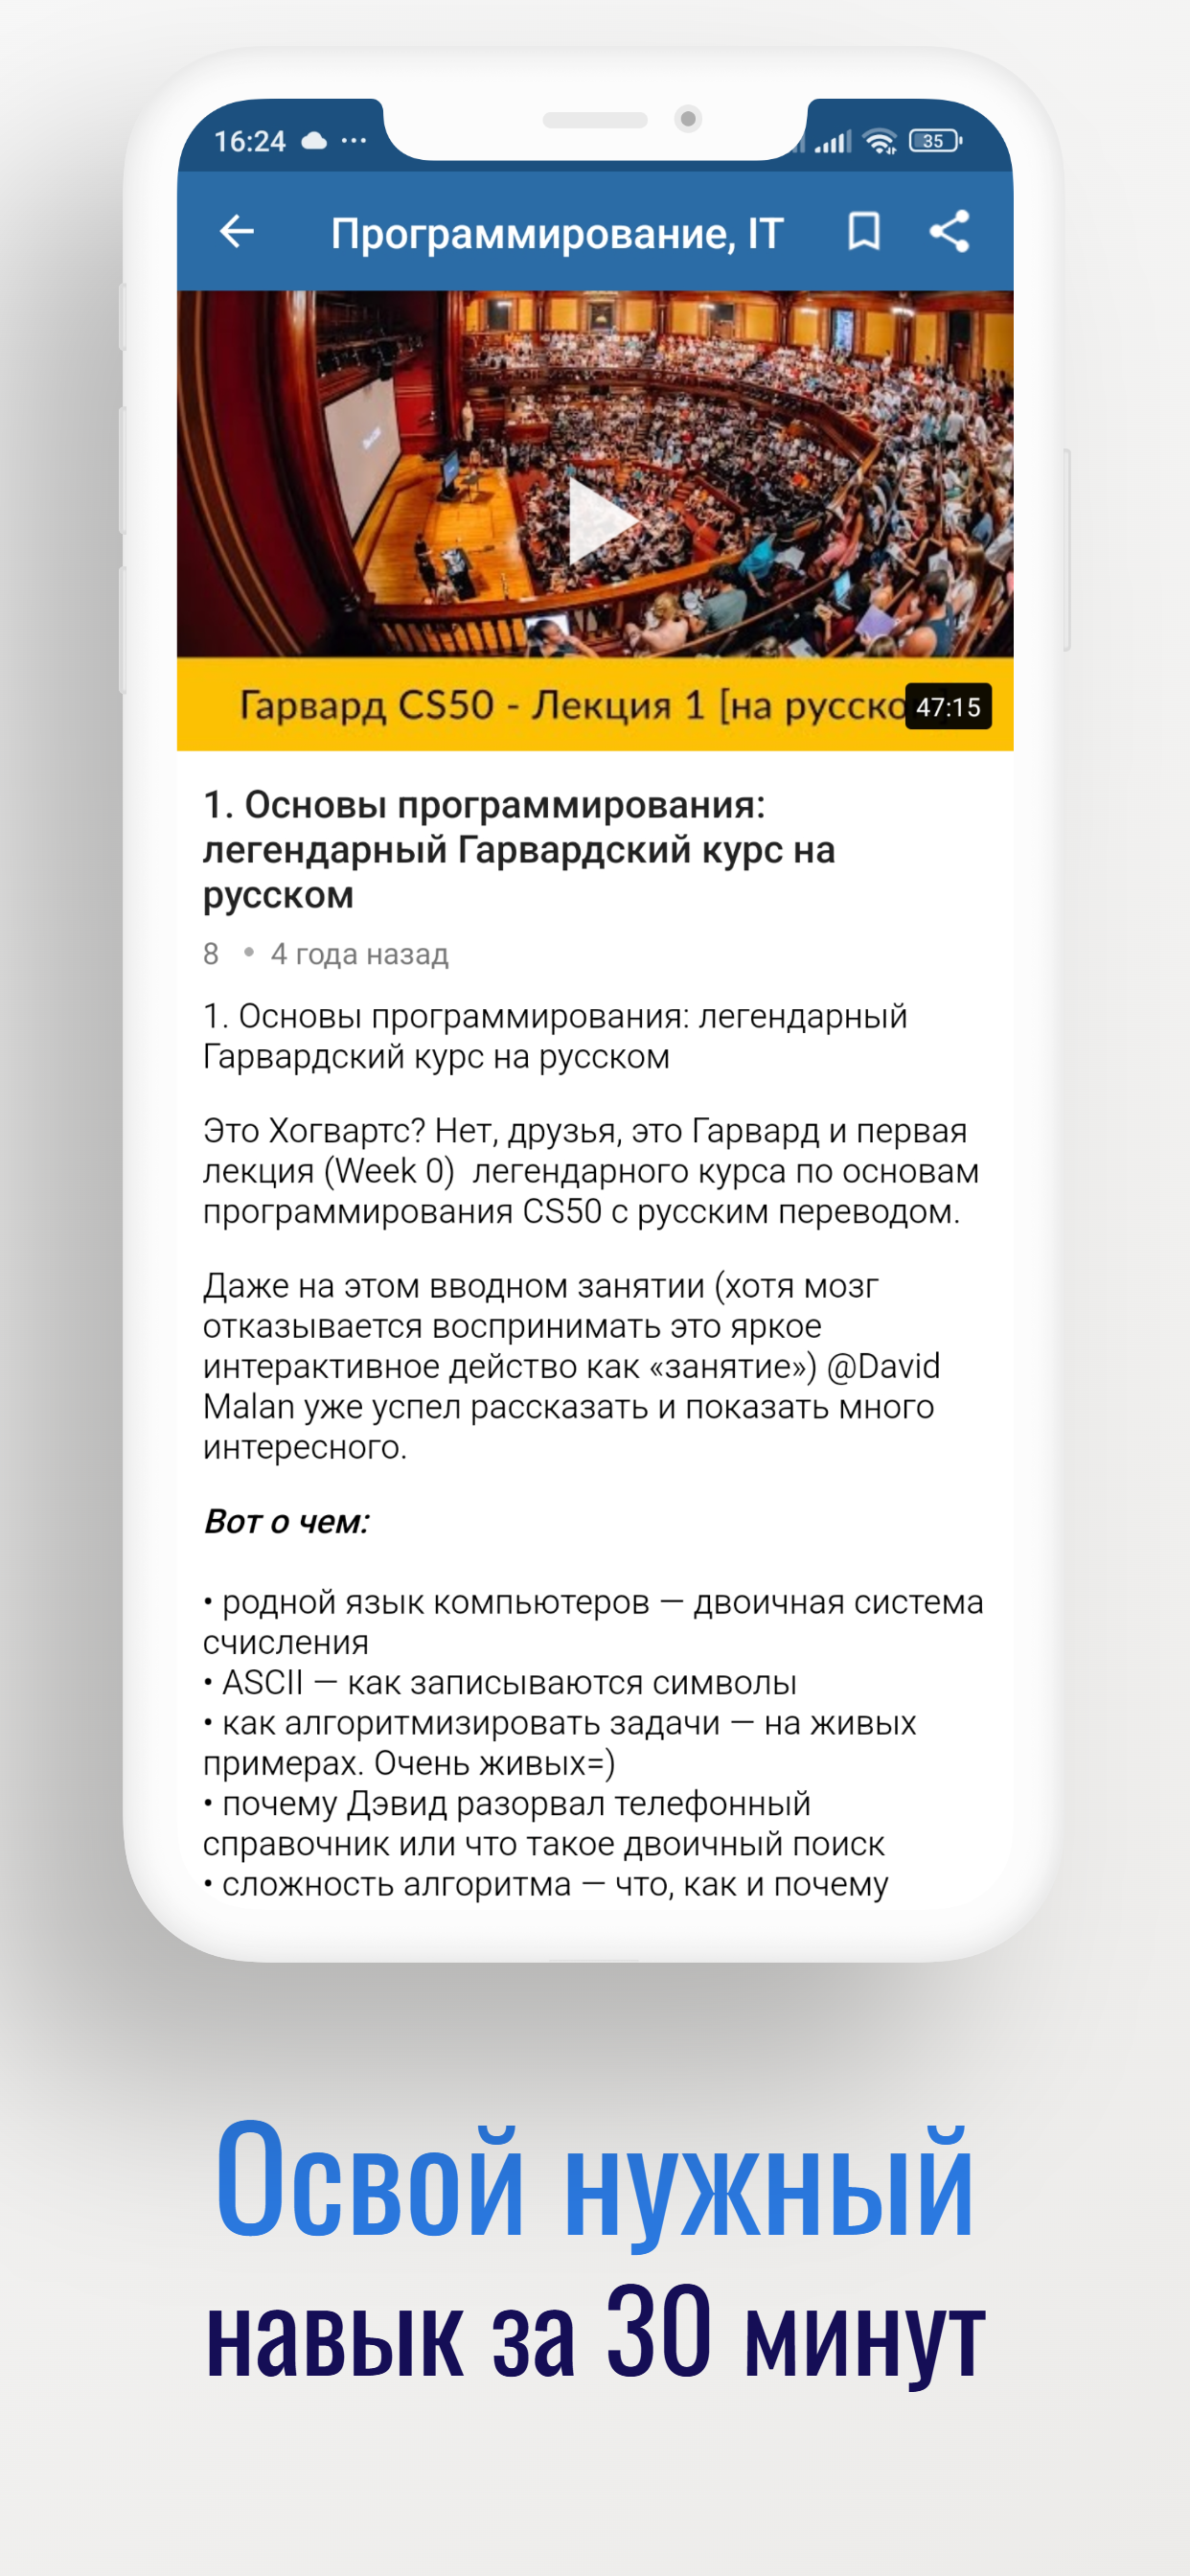 16:24
35
Программирование, IT
Гарвард CS50 - Лекция 1 [на русско
47:15
1. Основы программирования:
легендарный Гарвардский курс на
русском
8 • 4 года назад
1. Основы программирования: легендарный
Гарвардский курс на русском
Это Хогвартс? Нет, друзья, это Гарвард и первая
лекция (Week 0)  легендарного курса по основам
программирования CS50 с русским переводом.
Даже на этом вводном занятии (хотя мозг
отказывается воспринимать это яркое
интерактивное действо как «занятие») @David
Malan уже успел рассказать и показать много
интересного.
Вот о чем:
• родной язык компьютеров — двоичная система
счисления
• ASCII — как записываются символы
• как алгоритмизировать задачи — на живых
примерах. Очень живых=)
• почему Дэвид разорвал телефонный
справочник или что такое двоичный поиск
• сложность алгоритма — что, как и почему
Освой нужный
навык за 30 минут